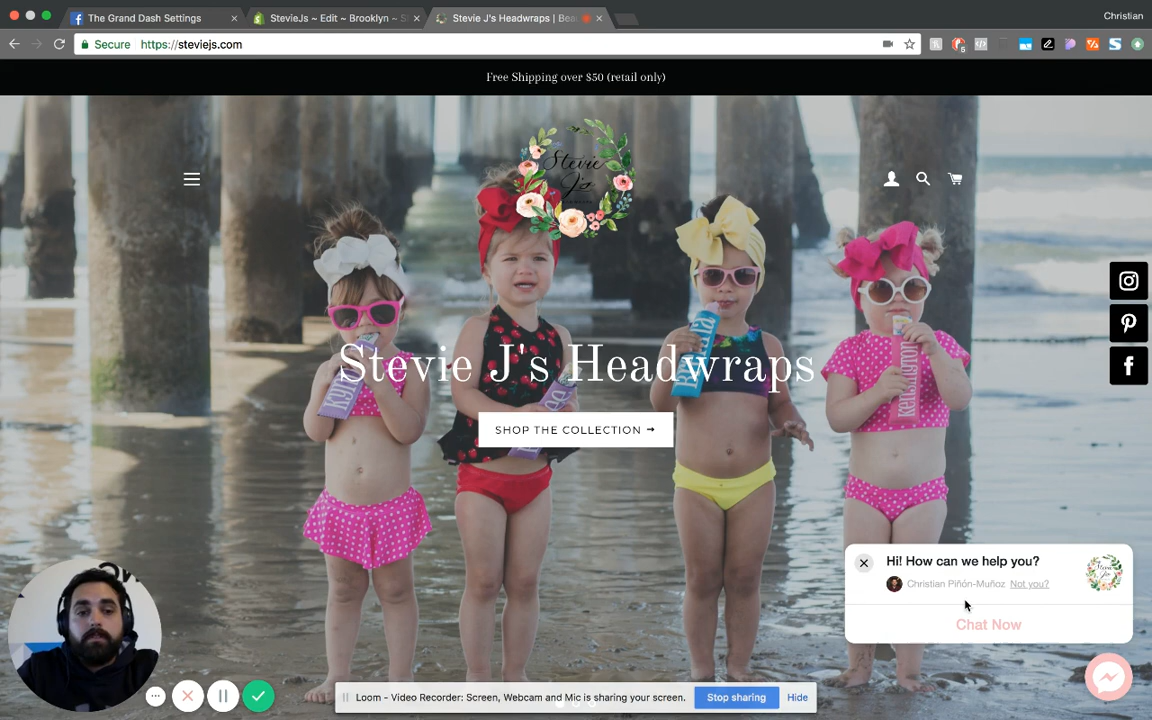 The Grand Dash Settings
StevieJs ~ Edit ~ Brooklyn ~ S
Stevie J's Headwraps | Bea
Christian
Secure
https://steviejs.com
5
Free Shipping over $50 (retail only)
Stevie
J's
Stevie J's Headwraps
SHOP THE COLLECTION →
Hi! How can we help you?
Christian Piñón-Muñoz Not you?
Chat Now
Loom - Video Recorder: Screen, Webcam and Mic is sharing your screen.
Stop sharing
Hide